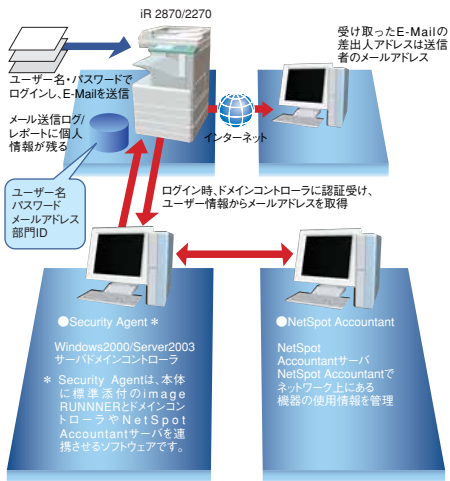 iR 2870/2270
ユーザー名・パスワードで
ログインし、E-Mailを送信
メール送信ログ/
レポートに個人
情報が残る
インターネット
受け取ったE-Mailの
差出人アドレスは送信
者のメールアドレス
ユーザー名
パスワード
メールアドレス
部門ID
ログイン時、ドメインコントローラに認証受け、
ユーザー情報からメールアドレスを取得
●Security Agent＊
Windows2000/Server2003
サーバドメインコントローラ
＊ Security Agentは、本体
に標準添付のimage
RUNNNERとドメインコン
トローラやNetSpot
Accountantサーバを連
携させるソフトウェアです。
●NetSpot Accountant
NetSpot
Accountantサーバ
NetSpot Accountantで
ネットワーク上にある
機器の使用情報を管理